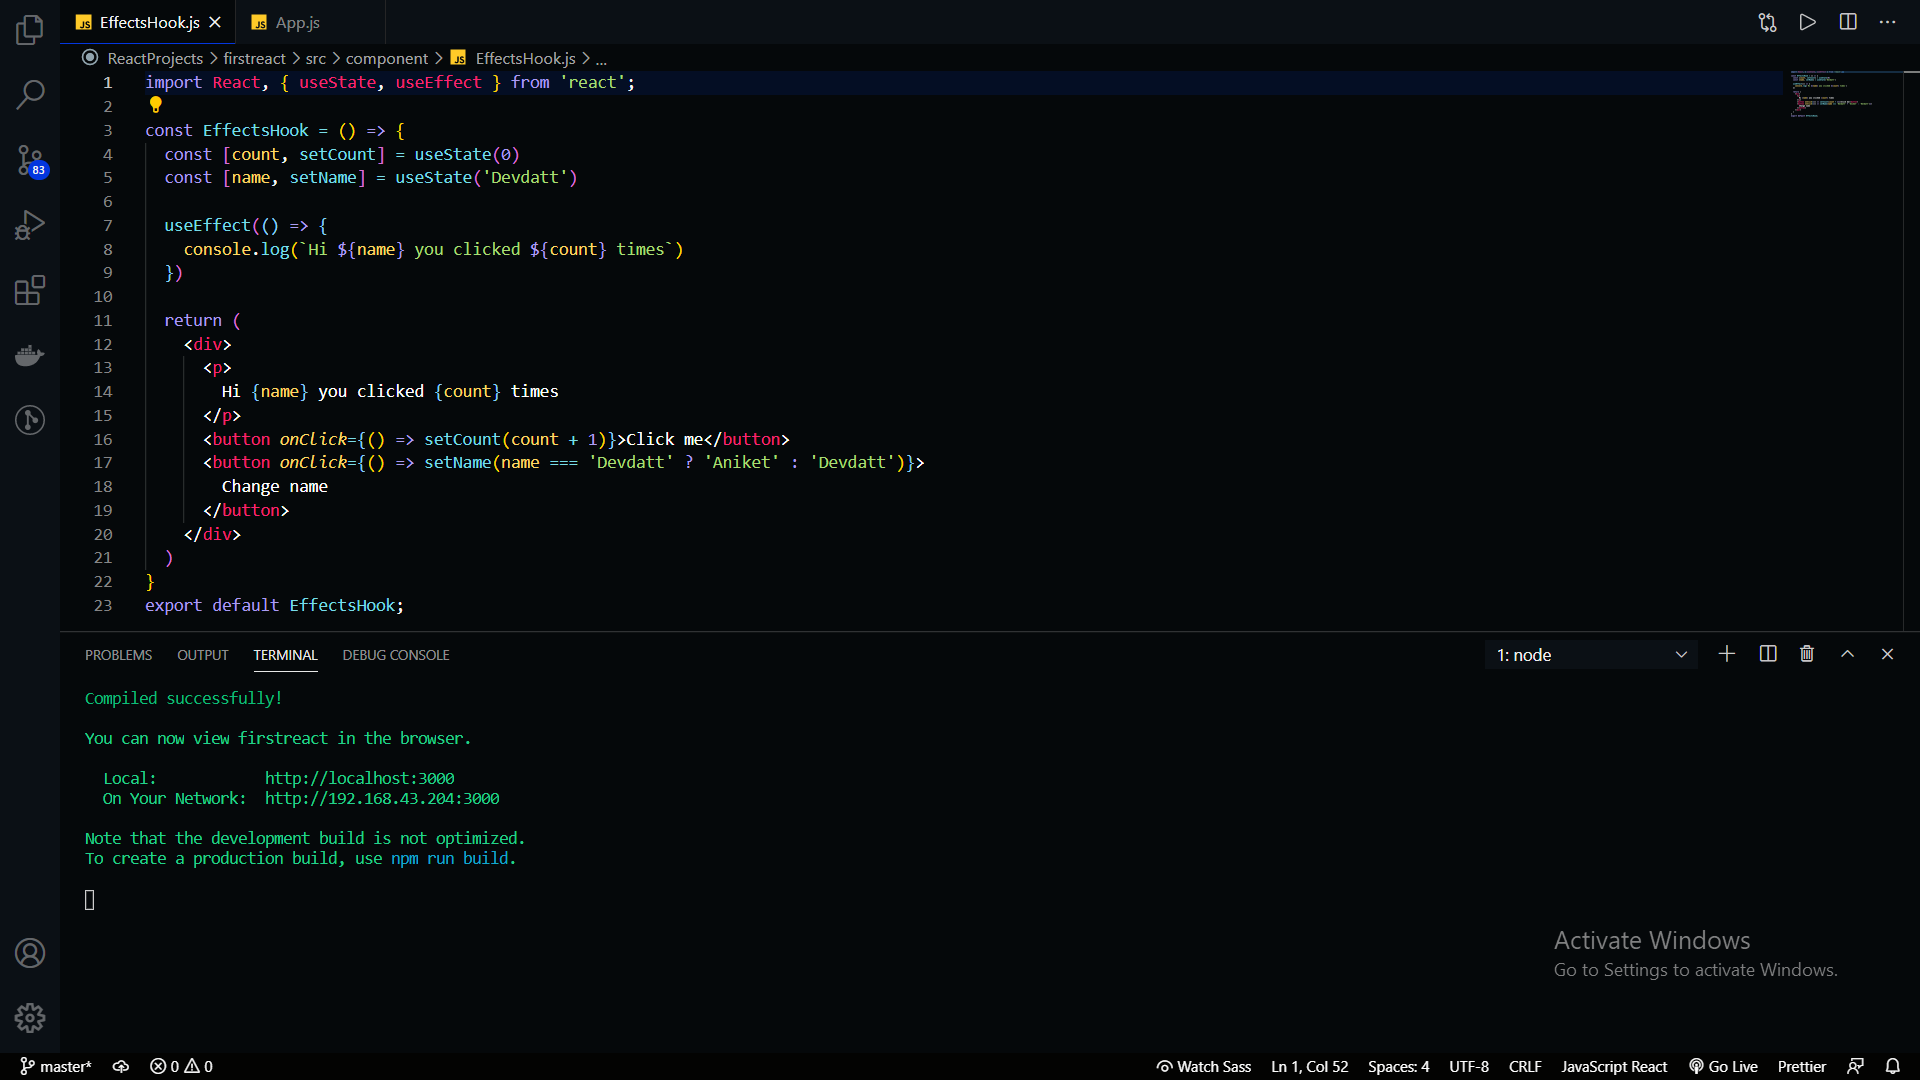 JS EffectsHook.js
JS App.js
ReactProjects > firstreact > src > component > JS EffectsHook.js > ...
1 import React, { useState, useEffect } from 'react';
2
3 const EffectsHook = () => {
4 const [count, setCount] = useState(0)
5 const [name, setName] = useState('Devdatt')
6
7 useEffect(() => {
8 console.log(`Hi ${name} you clicked ${count} times`)
9 })
10
11 return (
12 <div>
13 <p>
14 Hi {name} you clicked {count} times
15 </p>
16 <button onClick={() => setCount(count + 1)}>Click me</button>
17 <button onClick={() => setName(name === 'Devdatt' ? 'Aniket' : 'Devdatt')}>
18 Change name
19 </button>
20 </div>
21 )
22 }
23 export default EffectsHook;
83
PROBLEMS OUTPUT TERMINAL DEBUG CONSOLE
1: node
Compiled successfully!
You can now view firstreact in the browser.
Local: http://localhost:3000
On Your Network: http://192.168.43.204:3000
Note that the development build is not optimized.
To create a production build, use npm run build.
Activate Windows
Go to Settings to activate Windows.
master* 0 0
Watch Sass Ln 1, Col 52 Spaces: 4 UTF-8 CRLF JavaScript React Go Live Prettier